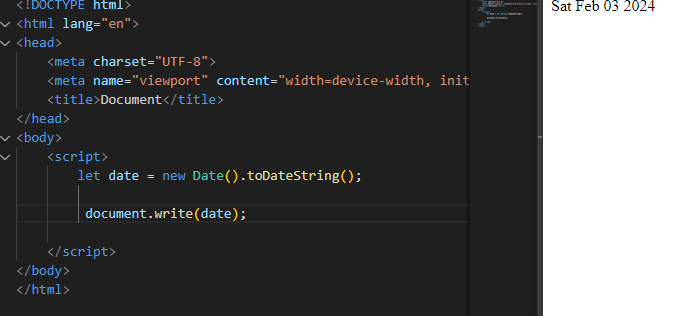 <!DOCTYPE html>
<html lang="en">
<head>
<meta charset="UTF-8">
<meta name="viewport" content="width=device-width, init
<title>Document</title>
</head>
<body>
<script>
let date = new Date().toDateString();
document.write(date);
</script>
</body>
</html>
Sat Feb 03 2024